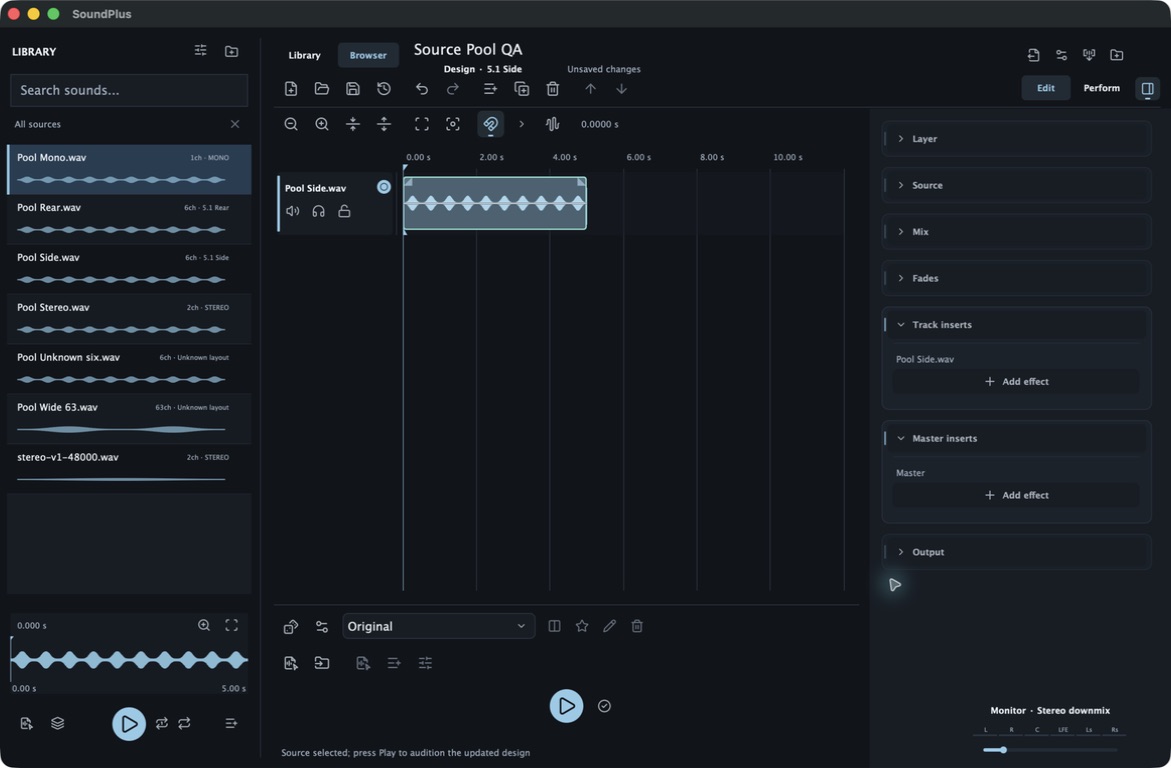 SoundPlus
LIBRARY
Search sounds...
All sources
Pool Mono.wav
1ch · MONO
Pool Rear.wav
6ch · 5.1 Rear
Pool Side.wav
6ch · 5.1 Side
Pool Stereo.wav
2ch · STEREO
Pool Unknown six.wav
6ch · Unknown layout
Pool Wide 63.wav
63ch · Unknown layout
stereo-v1-48000.wav
2ch · STEREO
0.000 s
0.00 s
5.00 s
Library
Browser
Source Pool QA
Design · 5.1 Side
Unsaved changes
0.0000 s
0.00 s
2.00 s
4.00 s
6.00 s
8.00 s
10.00 s
Pool Side.wav
Original
Source selected; press Play to audition the updated design
Edit
Perform
Layer
Source
Mix
Fades
Track inserts
Pool Side.wav
Add effect
Master inserts
Master
Add effect
Output
Monitor · Stereo downmix
L R C LFE Ls Rs